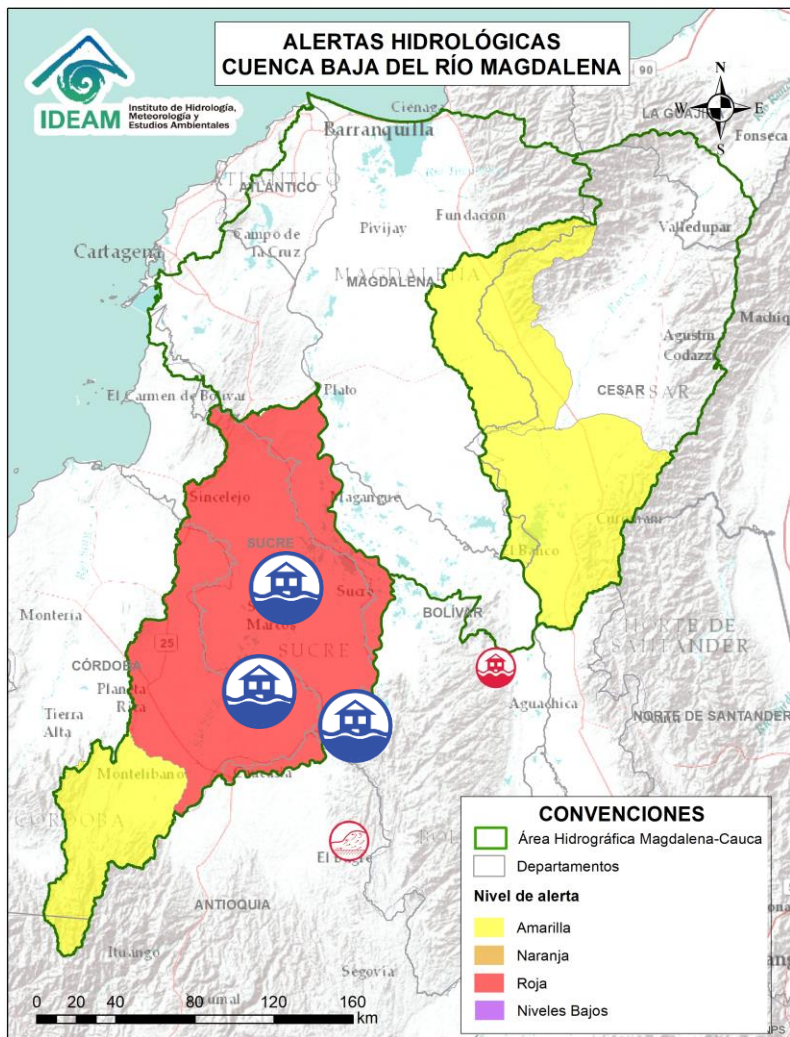 ALERTAS HIDROLÓGICAS
CUENCA BAJA DEL RÍO MAGDALENA
IDEAM
Instituto de Hidrología,
Meteorología y
Estudios Ambientales
N
W
E
S
90
LA GUAJIRA
Fonseca
Ciénaga
Barranquilla
ATLÁNTICO
Campo de
la Cruz
Pivijay
Fundación
Valledupar
Cartagena
MAGDALENA
MAGDALENA
Agustín
Codazzi
CESAR
El Carmen de Bolívar
Plato
Sincelejo
Magangué
SUCRE
Sucre
Marcos
SUCRE
El Banco
BOLÍVAR
Montería
25
CÓRDOBA
Planeta
Rica
Tierra
Alta
NORTE DE
SANTANDER
Aguachica
NORTE DE SANTANDER
Montelíbano
CÓRDOBA
El Bagre
ANTIOQUIA
Ituango
Segovia
0 20 40 80 120 160
km
CONVENCIONES
Área Hidrográfica Magdalena-Cauca
Departamentos
Nivel de alerta
Amarilla
Naranja
Roja
Niveles Bajos